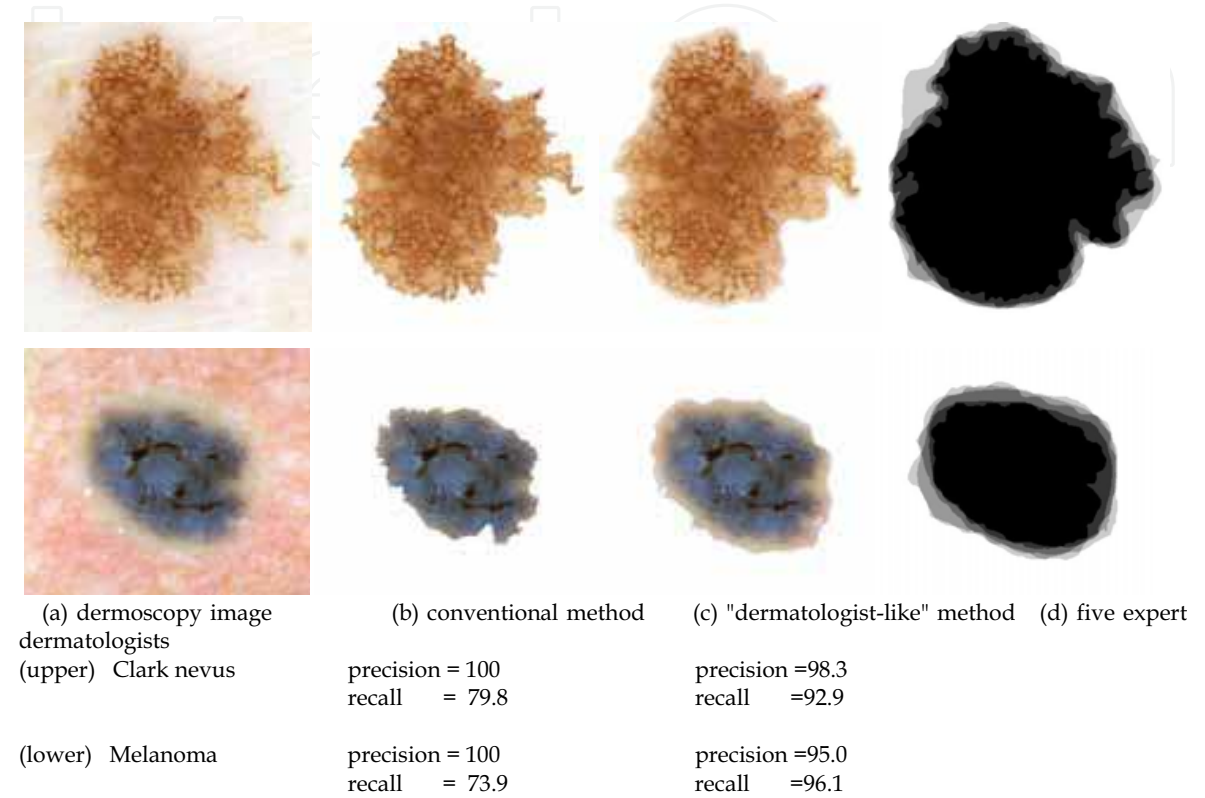 (a) dermoscopy image (b) conventional method (c) "dermatologist-like" method (d) five expert
dermatologists
(upper) Clark nevus precision = 100 precision =98.3
recall = 79.8 recall =92.9
(lower) Melanoma precision = 100 precision =95.0
recall = 73.9 recall =96.1